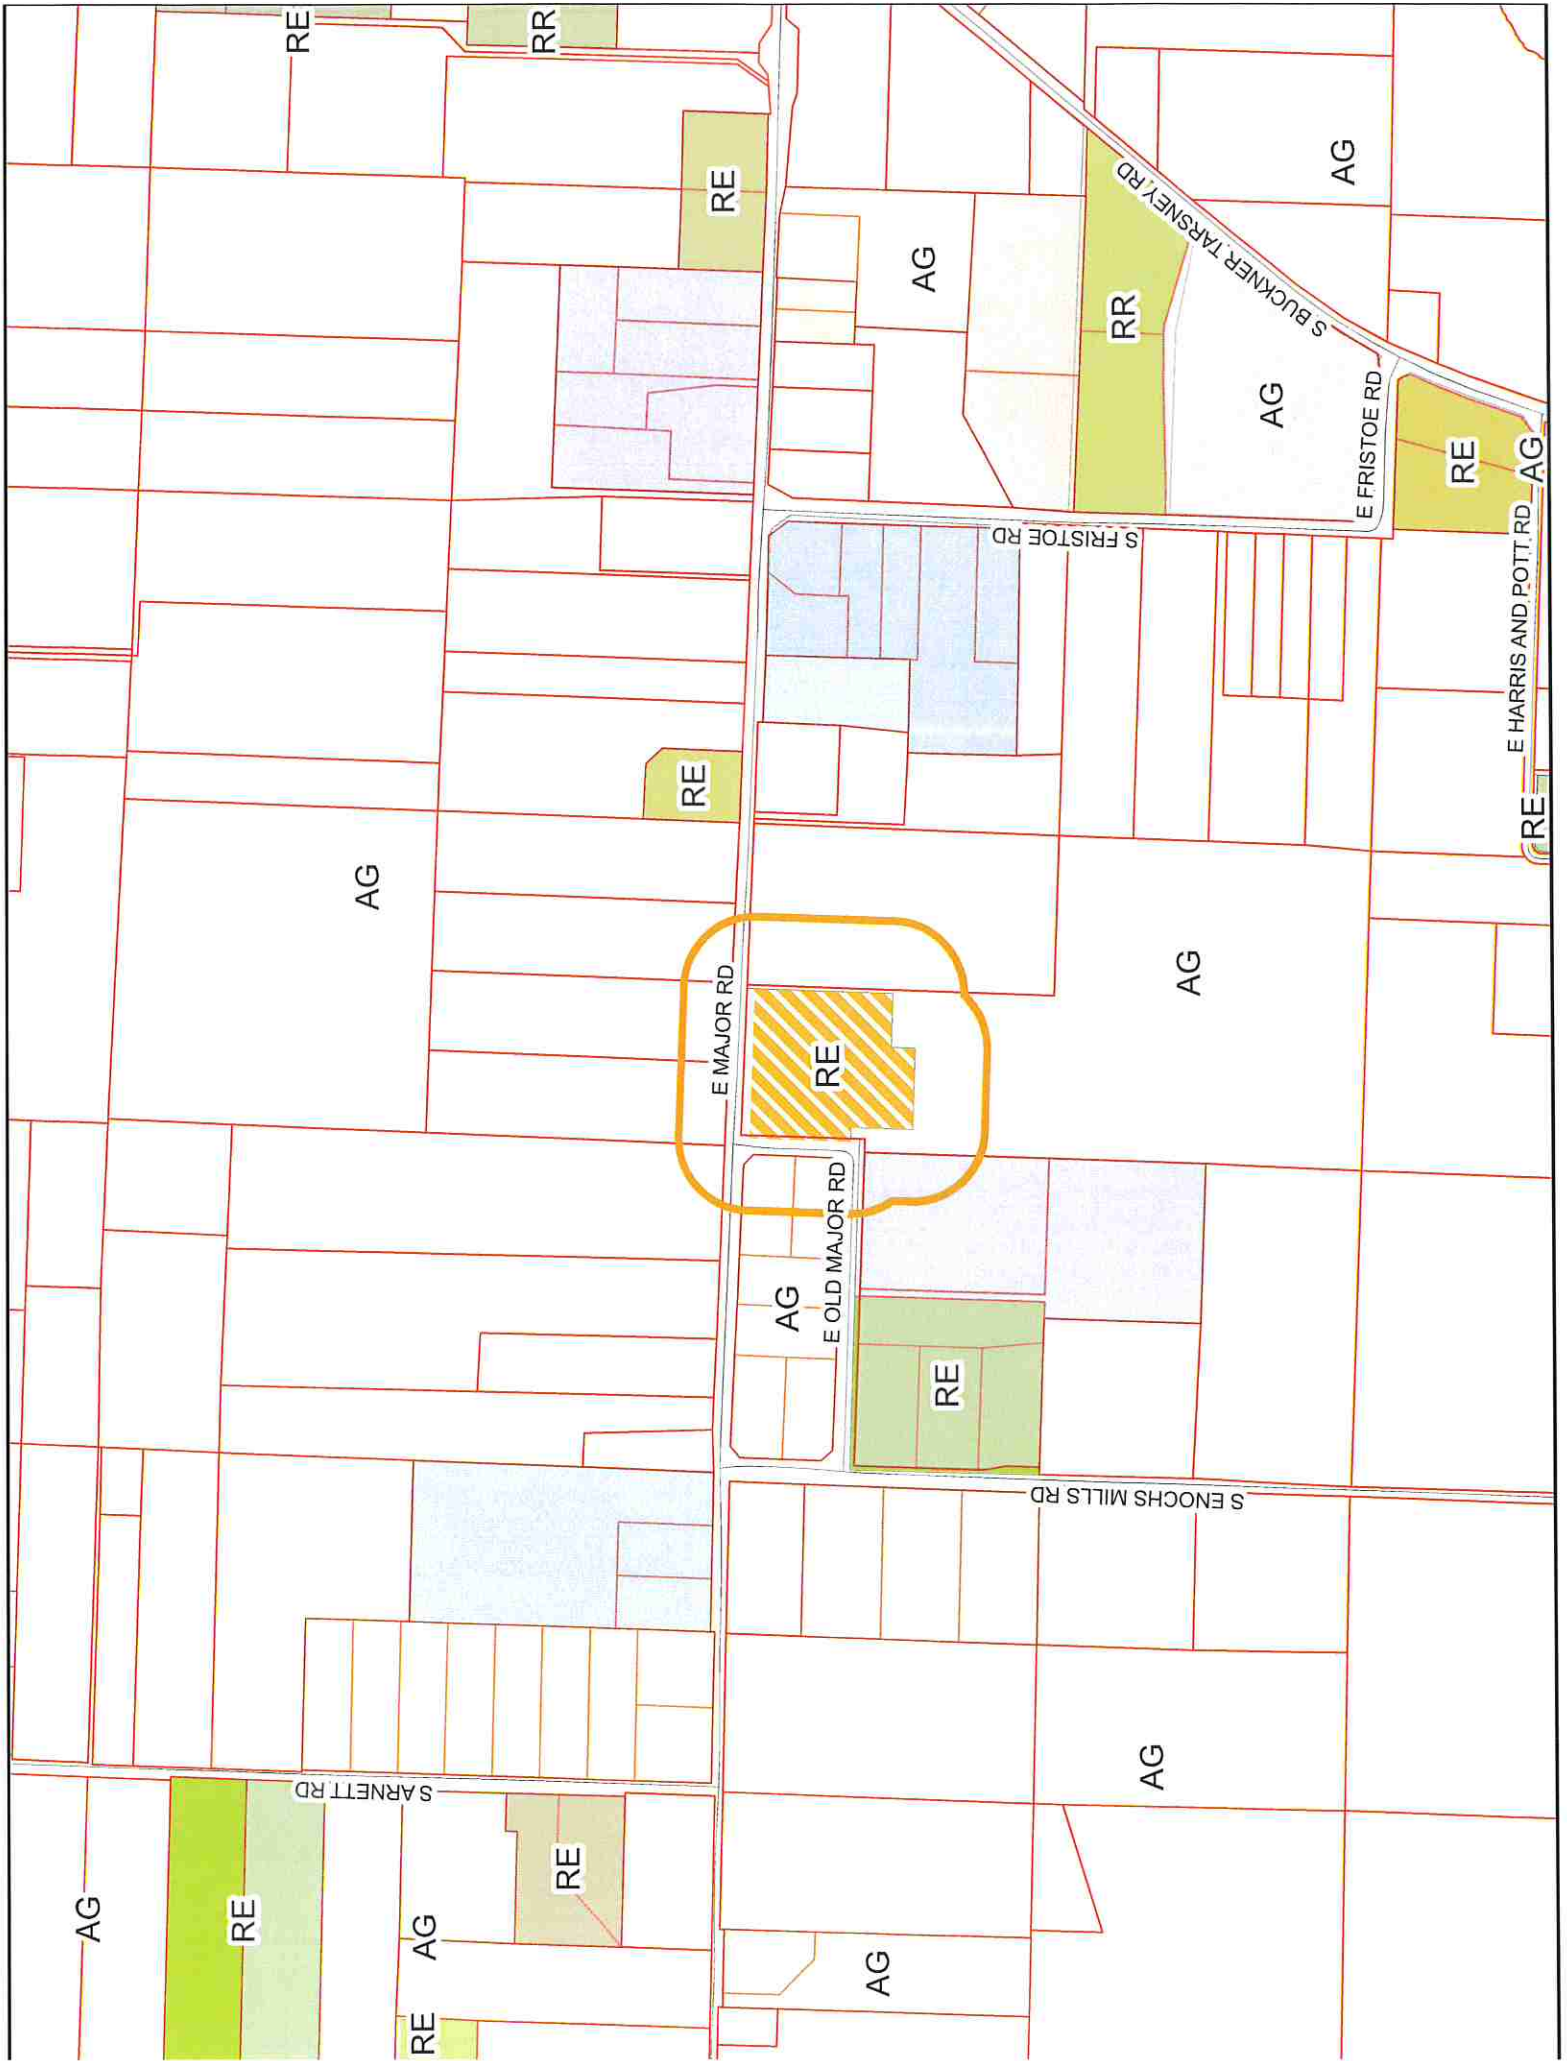 RE
RR
RE
AG
S BUCKNER TARSNEY RD
AG
RR
AG
E FRISTOE RD
RE
AG
S FRISTOE RD
E HARRIS AND POTT RD
RE
RE
AG
AG
E MAJOR RD
RE
E OLD MAJOR RD
AG
RE
S ENOCHS MILLS RD
S ARNETT RD
AG
RE
AG
RE
AG
AG
RE